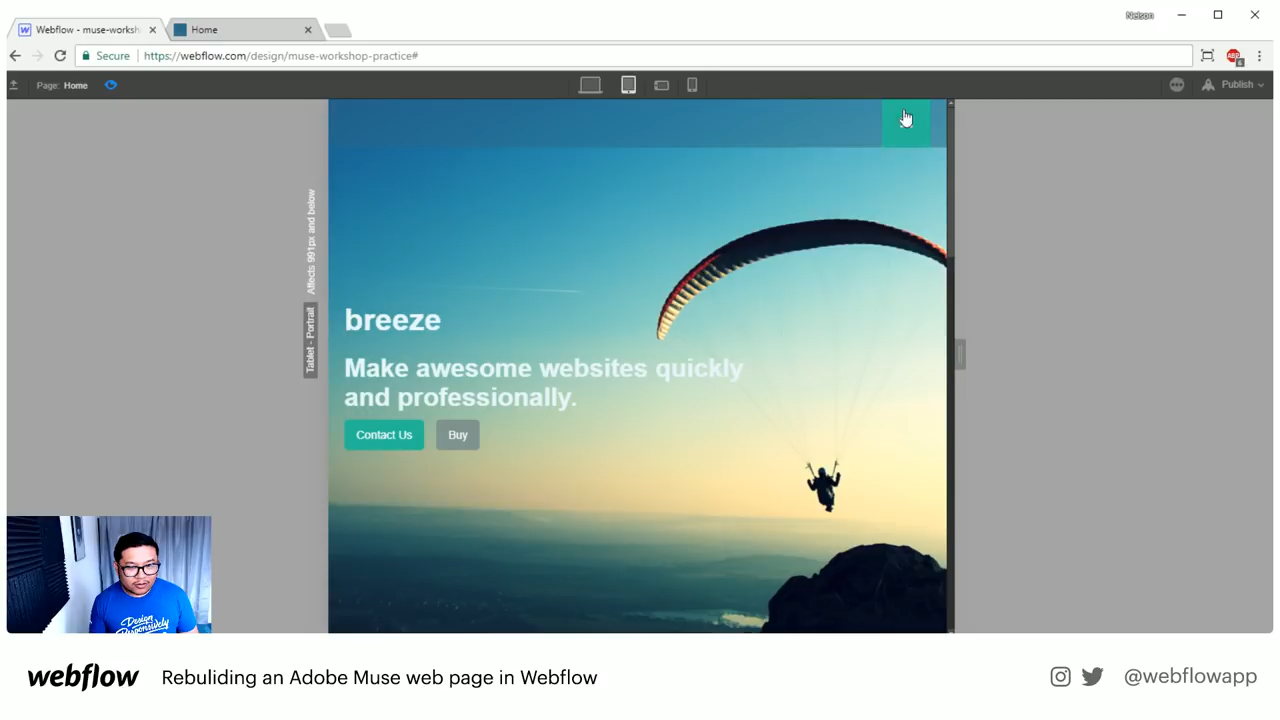 Nelson
Webflow - muse-worksh
Home
Secure https://webflow.com/design/muse-workshop-practice#
Page: Home
Publish
Affects 991px and below
Tablet - Portrait
breeze
Make awesome websites quickly
and professionally.
Contact Us
Buy
Design
Responsively
webflow
Rebuliding an Adobe Muse web page in Webflow
@webflowapp